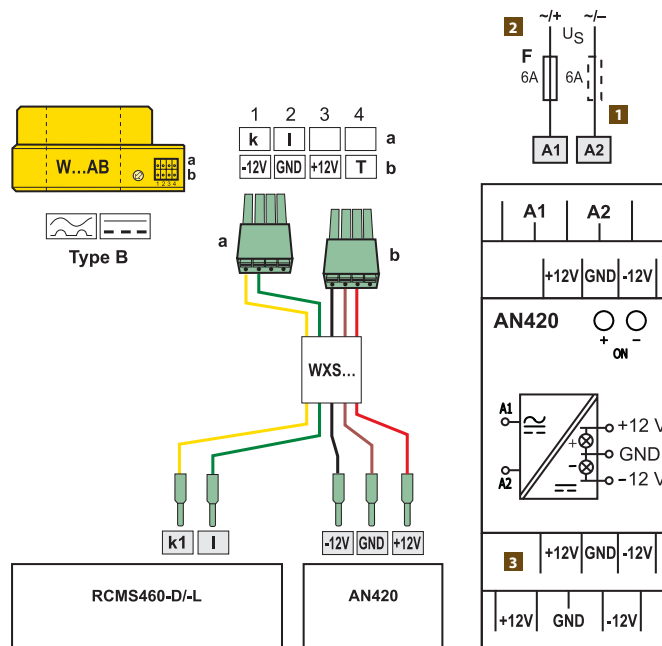 2 ~/+ ~/–
U_S
F
6A 6A
1
A1 A2
1 2 3 4
k l a
-12V GND +12V T b
W...AB a
b
1 2 3 4
Type B
a b
WXS...
k1 l -12V GND +12V
RCMS460-D/-L AN420
A1 A2
+12V GND -12V
AN420
+ –
ON
A1
A2
+ +12 V
GND
– –12 V
3 +12V GND -12V
+12V GND -12V